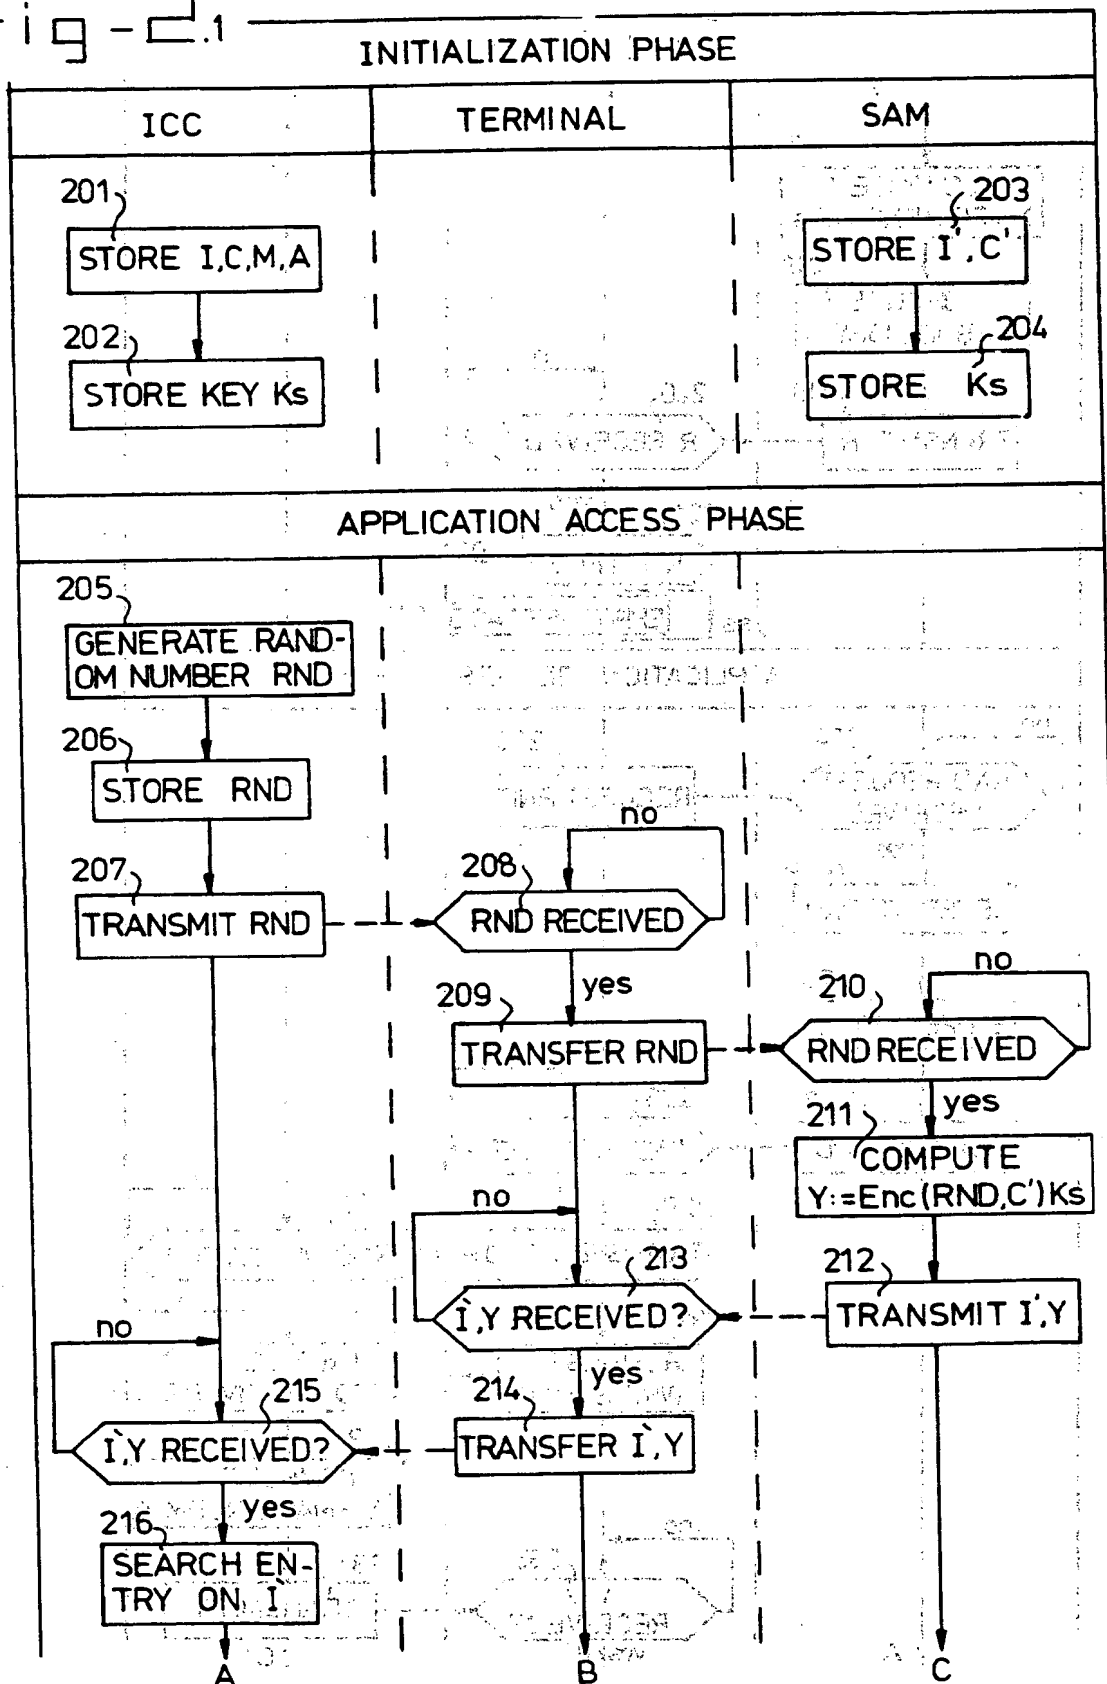 ig-2.1
INITIALIZATION PHASE
ICC
TERMINAL
SAM
201
STORE I,C,M,A
203
STORE I',C'
202
STORE KEY Ks
204
STORE Ks
APPLICATION ACCESS PHASE
205
GENERATE RAND-
OM NUMBER RND
206
STORE RND
no
207
TRANSMIT RND
208
RND RECEIVED
yes
no
209
TRANSFER RND
210
RND RECEIVED
yes
211
COMPUTE
Y:=Enc(RND,C')Ks
no
213
I',Y RECEIVED?
212
TRANSMIT I',Y
no
yes
215
I',Y RECEIVED?
214
TRANSFER I',Y
yes
216
SEARCH EN-
TRY ON I'
A
B
C